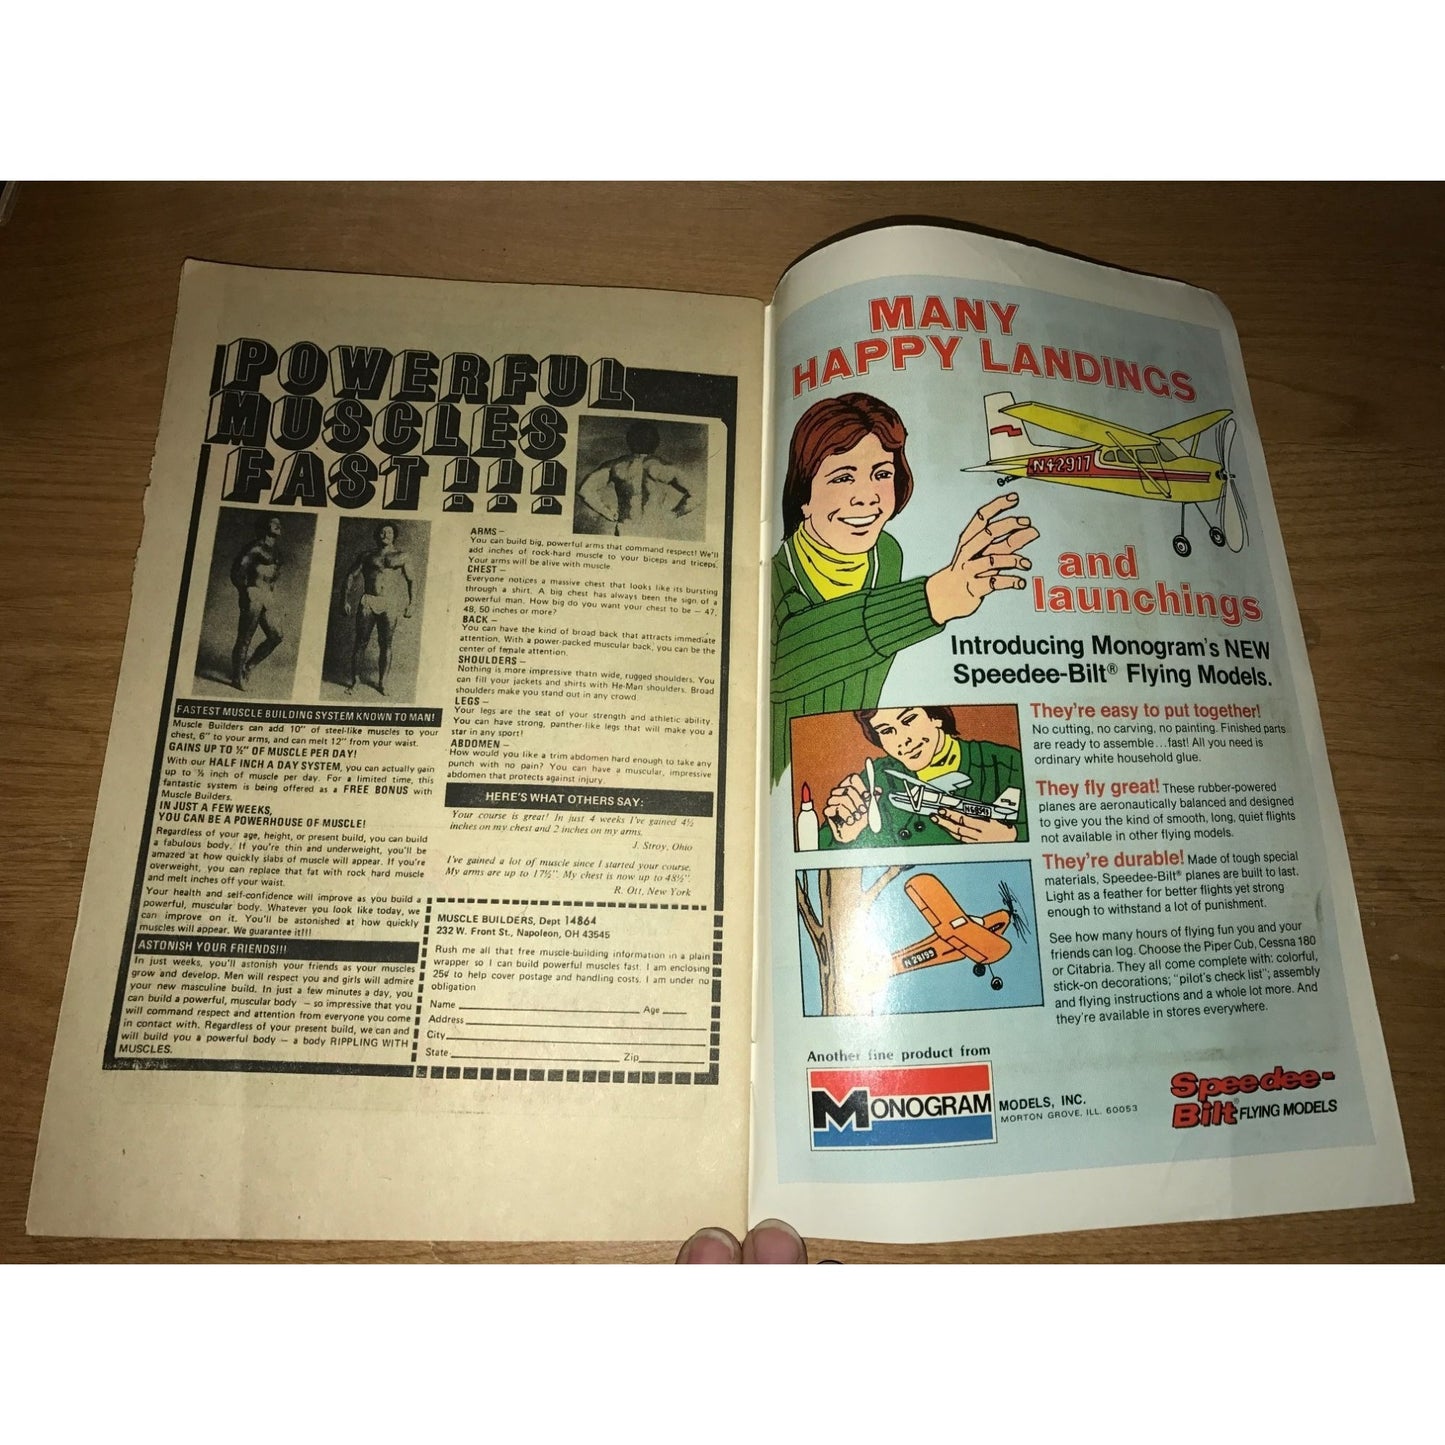 POWERFUL
MUSCLES
FAST!!!
FASTEST MUSCLE BUILDING SYSTEM KNOWN TO MAN!
Muscle Builders can add 10" of steel-like muscles to your
chest, 6" to your arms, and can melt 12" from your waist.
GAINS UP TO ½" OF MUSCLE PER DAY!
With our HALF INCH A DAY SYSTEM, you can actually gain
up to ½ inch of muscle per day. For a limited time, this
fantastic system is being offered as a FREE BONUS with
Muscle Builders.
IN JUST A FEW WEEKS,
YOU CAN BE A POWERHOUSE OF MUSCLE!
Regardless of your age, height, or present build, you can build
a fabulous body. If you're thin and underweight, you'll be
amazed at how quickly slabs of muscle will appear. If you're
overweight, you can replace that fat with rock hard muscle
and melt inches off your waist.
Your health and self-confidence will improve as you build a
powerful, muscular body. Whatever you look like today, we
can improve on it. You'll be astonished at how quickly
muscles will appear. We guarantee it!!!
ASTONISH YOUR FRIENDS!!!
In just weeks, you'll astonish your friends as your muscles
grow and develop. Men will respect you and girls will admire
your new masculine build. In just a few minutes a day, you
can build a powerful, muscular body — so impressive that you
will command respect and attention from everyone you come
in contact with. Regardless of your present build, we can and
will build you a powerful body — a body RIPPLING WITH
MUSCLES.
ARMS –
You can build big, powerful arms that command respect! We'll
add inches of rock-hard muscle to your biceps and triceps.
Your arms will be alive with muscle.
CHEST –
Everyone notices a massive chest that looks like its bursting
through a shirt. A big chest has always been the sign of a
powerful man. How big do you want your chest to be — 47,
48, 50 inches or more?
BACK –
You can have the kind of broad back that attracts immediate
attention. With a power-packed muscular back, you can be the
center of female attention.
SHOULDERS –
Nothing is more impressive thatn wide, rugged shoulders. You
can fill your jackets and shirts with He-Man shoulders. Broad
shoulders make you stand out in any crowd.
LEGS –
Your legs are the seat of your strength and athletic ability.
You can have strong, panther-like legs that will make you a
star in any sport!
ABDOMEN –
How would you like a trim abdomen hard enough to take any
punch with no pain? You can have a muscular, impressive
abdomen that protects against injury.
HERE'S WHAT OTHERS SAY:
Your course is great! In just 4 weeks I've gained 4½
inches on my chest and 2 inches on my arms.
J. Stroy, Ohio
I've gained a lot of muscle since I started your course.
My arms are up to 17½". My chest is now up to 48½".
R. Ott, New York
MUSCLE BUILDERS, Dept 14864
232 W. Front St., Napoleon, OH 43545
Rush me all that free muscle-building information in a plain
wrapper so I can build powerful muscles fast. I am enclosing
25¢ to help cover postage and handling costs. I am under no
obligation
Name Age
Address
City
State Zip
MANY
HAPPY LANDINGS
N42917
and
launchings
Introducing Monogram's NEW
Speedee-Bilt® Flying Models.
They're easy to put together!
No cutting, no carving, no painting. Finished parts
are ready to assemble...fast! All you need is
ordinary white household glue.
They fly great! These rubber-powered
planes are aeronautically balanced and designed
to give you the kind of smooth, long, quiet flights
not available in other flying models.
They're durable! Made of tough special
materials, Speedee-Bilt® planes are built to last.
Light as a feather for better flights yet strong
enough to withstand a lot of punishment.
N28199
See how many hours of flying fun you and your
friends can log. Choose the Piper Cub, Cessna 180
or Citabria. They all come complete with: colorful,
stick-on decorations; "pilot's check list"; assembly
and flying instructions and a whole lot more. And
they're available in stores everywhere.
Another fine product from
MONOGRAM MODELS, INC.
MORTON GROVE, ILL. 60053
Speedee-
Bilt® FLYING MODELS